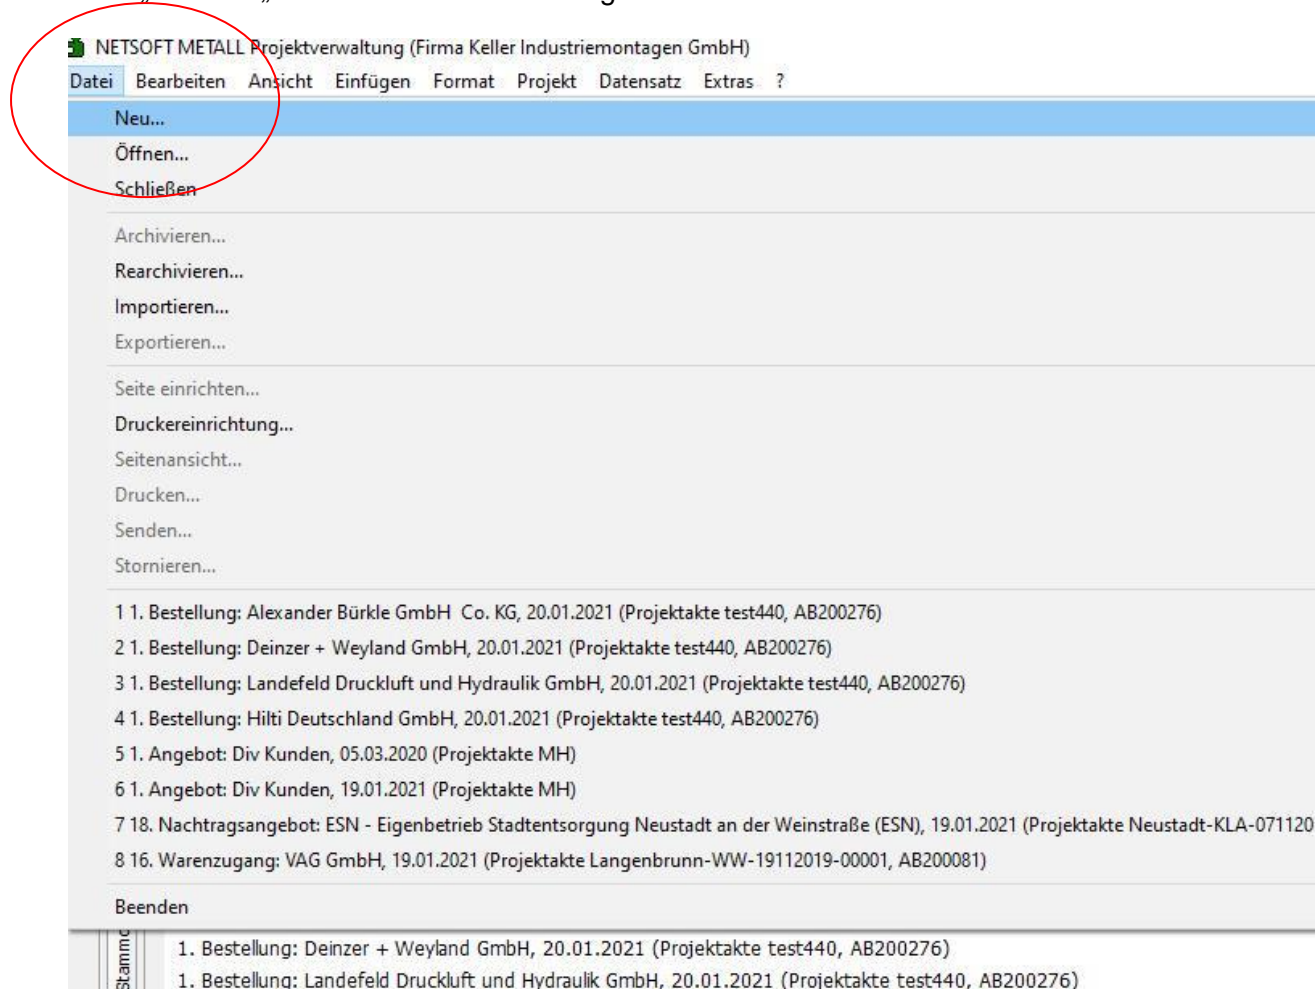 NETSOFT METALL Projektverwaltung (Firma Keller Industriemontagen GmbH)
Datei Bearbeiten Ansicht Einfügen Format Projekt Datensatz Extras ?
Neu...
Öffnen...
Schließen
Archivieren...
Rearchivieren...
Importieren...
Exportieren...
Seite einrichten...
Druckereinrichtung...
Seitenansicht...
Drucken...
Senden...
Stornieren...
1 1. Bestellung: Alexander Bürkle GmbH  Co. KG, 20.01.2021 (Projektakte test440, AB200276)
2 1. Bestellung: Deinzer + Weyland GmbH, 20.01.2021 (Projektakte test440, AB200276)
3 1. Bestellung: Landefeld Druckluft und Hydraulik GmbH, 20.01.2021 (Projektakte test440, AB200276)
4 1. Bestellung: Hilti Deutschland GmbH, 20.01.2021 (Projektakte test440, AB200276)
5 1. Angebot: Div Kunden, 05.03.2020 (Projektakte MH)
6 1. Angebot: Div Kunden, 19.01.2021 (Projektakte MH)
7 18. Nachtragsangebot: ESN - Eigenbetrieb Stadtentsorgung Neustadt an der Weinstraße (ESN), 19.01.2021 (Projektakte Neustadt-KLA-071120
8 16. Warenzugang: VAG GmbH, 19.01.2021 (Projektakte Langenbrunn-WW-19112019-00001, AB200081)
Beenden
1. Bestellung: Deinzer + Weyland GmbH, 20.01.2021 (Projektakte test440, AB200276)
1. Bestellung: Landefeld Druckluft und Hydraulik GmbH, 20.01.2021 (Projektakte test440, AB200276)